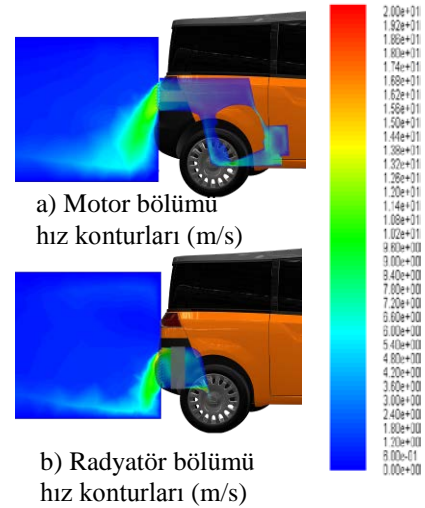 a) Motor bölümü
hız konturları (m/s)
b) Radyatör bölümü
hız konturları (m/s)
2.00e+01
1.92e+01
1.86e+01
1.80e+01
1.74e+01
1.68e+01
1.62e+01
1.56e+01
1.50e+01
1.44e+01
1.38e+01
1.32e+01
1.26e+01
1.20e+01
1.14e+01
1.08e+01
1.02e+01
9.60e+00
9.00e+00
8.40e+00
7.80e+00
7.20e+00
6.60e+00
6.00e+00
5.40e+00
4.80e+00
4.20e+00
3.60e+00
3.00e+00
2.40e+00
1.80e+00
1.20e+00
6.00e-01
0.00e+00